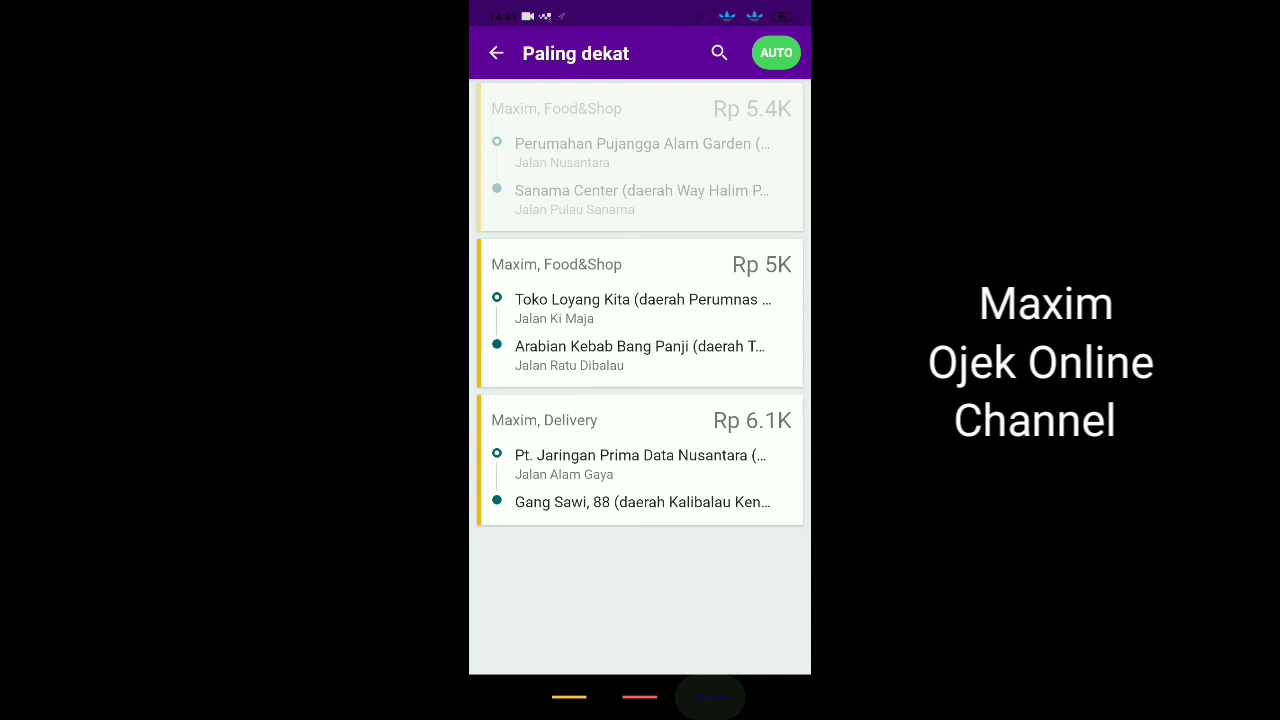 14:43
Paling dekat
AUTO
Maxim, Food&Shop
Rp 5.4K
Perumahan Pujangga Alam Garden (...
Jalan Nusantara
Sanama Center (daerah Way Halim P...
Jalan Pulau Sanama
Maxim, Food&Shop
Rp 5K
Toko Loyang Kita (daerah Perumnas ...
Jalan Ki Maja
Arabian Kebab Bang Panji (daerah T...
Jalan Ratu Dibalau
Maxim, Delivery
Rp 6.1K
Pt. Jaringan Prima Data Nusantara (...
Jalan Alam Gaya
Gang Sawi, 88 (daerah Kalibalau Ken...
Maxim
Ojek Online
Channel